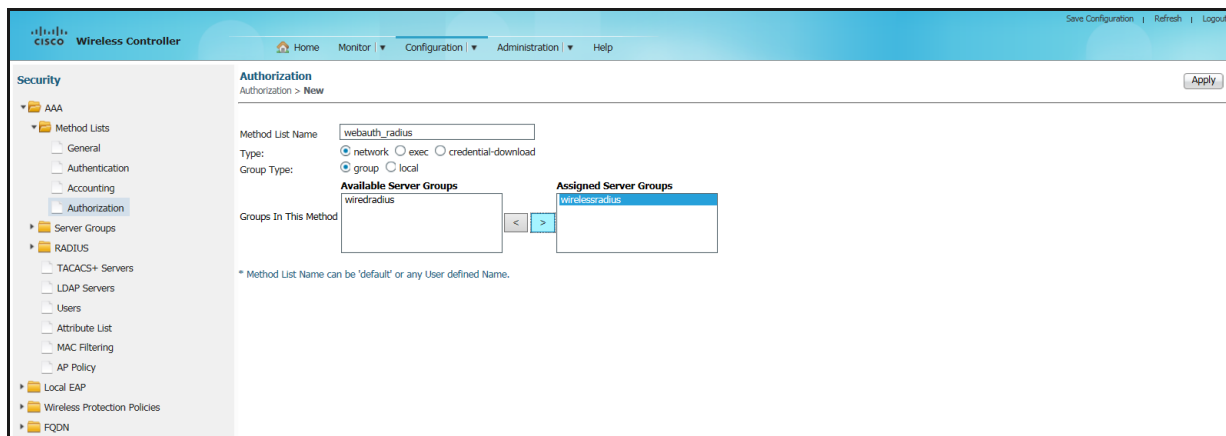 Save Configuration | Refresh | Logout
CISCO Wireless Controller
Home Monitor | Configuration | Administration | Help
Security
AAA
Method Lists
General
Authentication
Accounting
Authorization
Server Groups
RADIUS
TACACS+ Servers
LDAP Servers
Users
Attribute List
MAC Filtering
AP Policy
Local EAP
Wireless Protection Policies
FQDN
Authorization
Authorization > New
Apply
Method List Name webauth_radius
Type: network exec credential-download
Group Type: group local
Available Server Groups Assigned Server Groups
wiredradius wirelessradius
Groups In This Method < >
* Method List Name can be 'default' or any User defined Name.